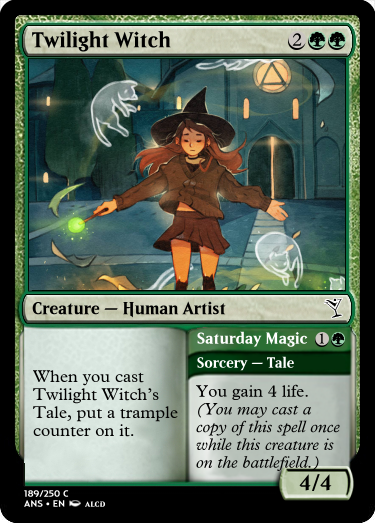 Twilight Witch 2
Creature — Human Artist
When you cast
Twilight Witch's
Tale, put a trample
counter on it.
Saturday Magic 1
Sorcery — Tale
You gain 4 life.
(You may cast a
copy of this spell once
while this creature is
on the battlefield.)
4/4
189/250 C
ANS • EN ALCD